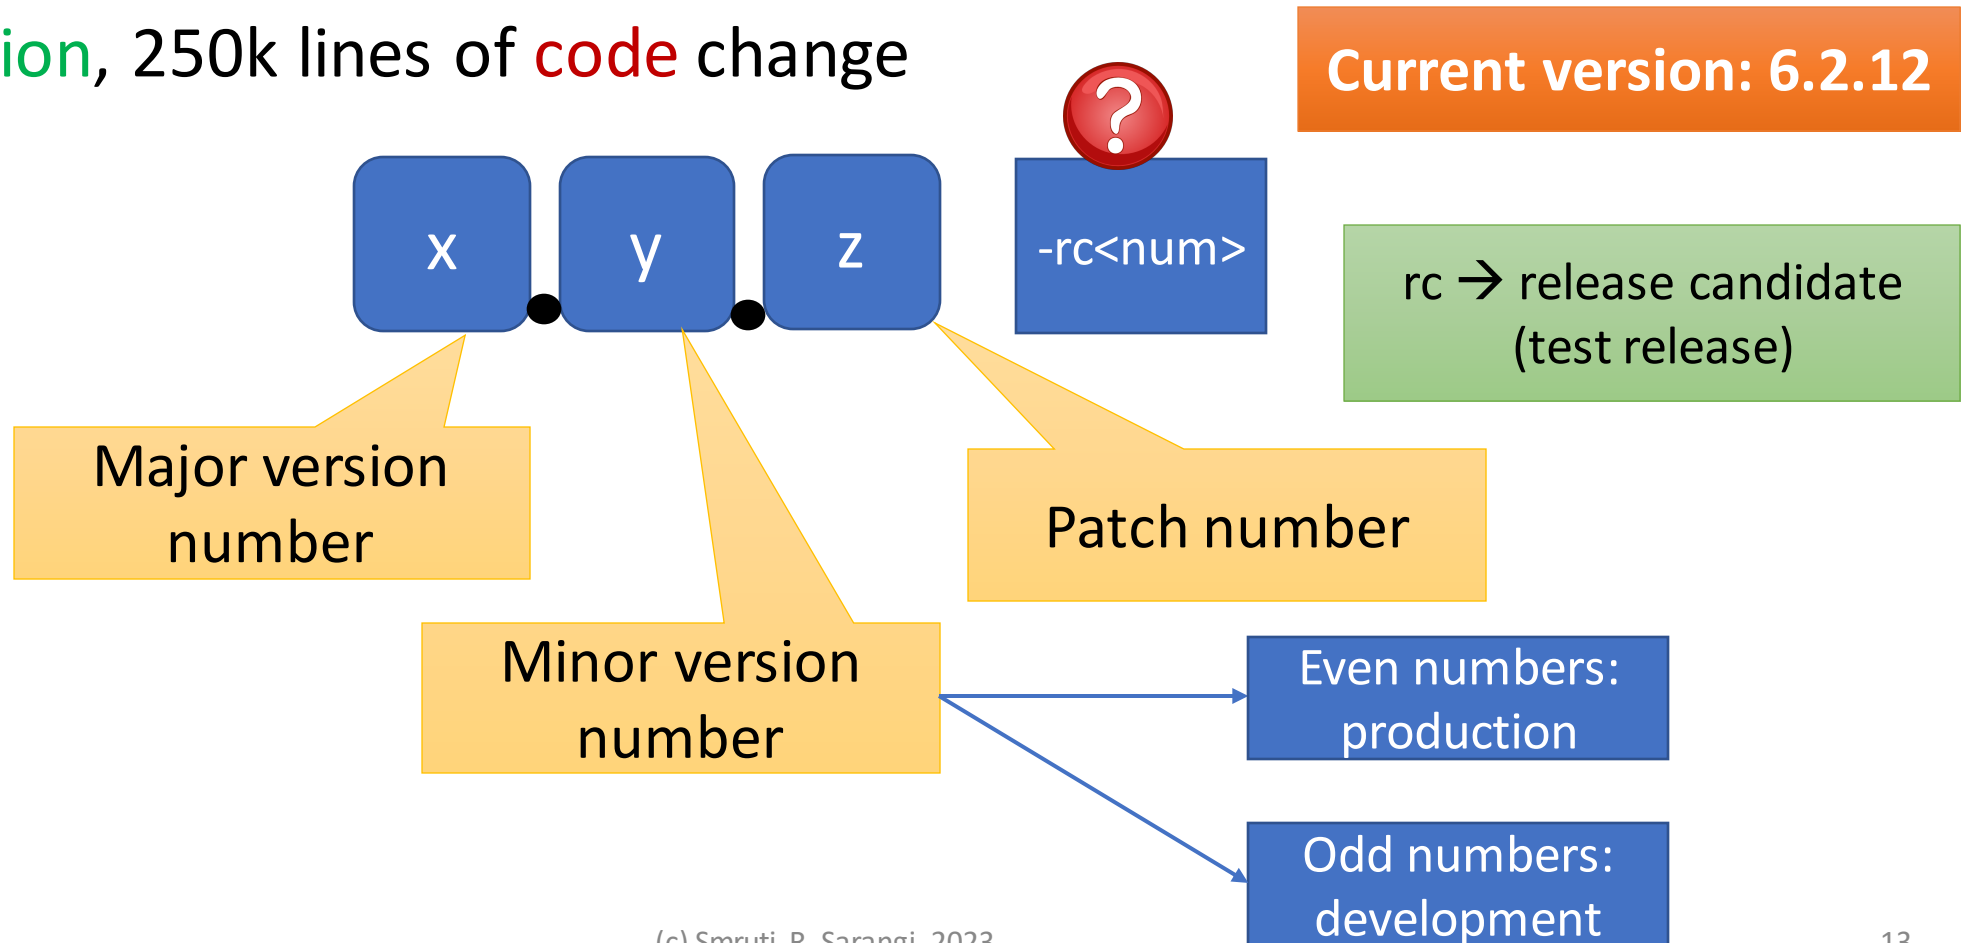 ion, 250k lines of code change
Current version: 6.2.12
?
x
y
z
-rc<num>
rc → release candidate
(test release)
Major version
number
Patch number
Minor version
number
Even numbers:
production
Odd numbers:
development
(c) Smruti R. Sarangi, 2023
13